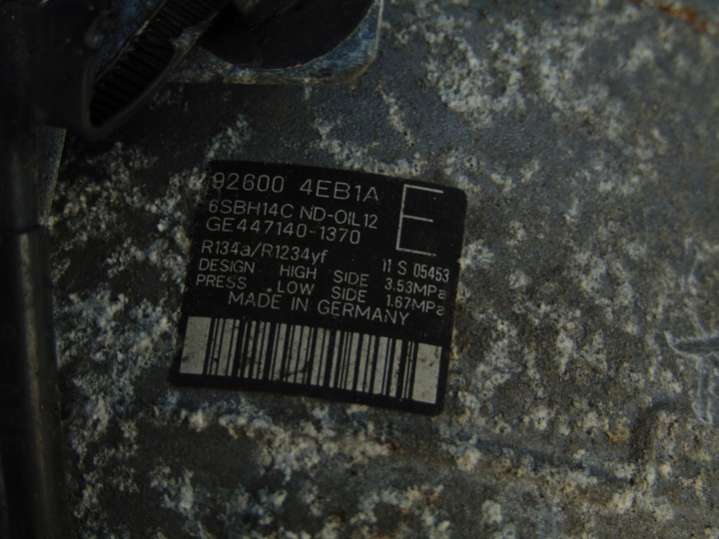 92600 4EB1A E
6SBH14C ND-OIL12
GE447140-1370
R134a/R1234yf 11 S 05453
DESIGN HIGH SIDE 3.53MPa
PRESS .LOW SIDE 1.67MPa
MADE IN GERMANY